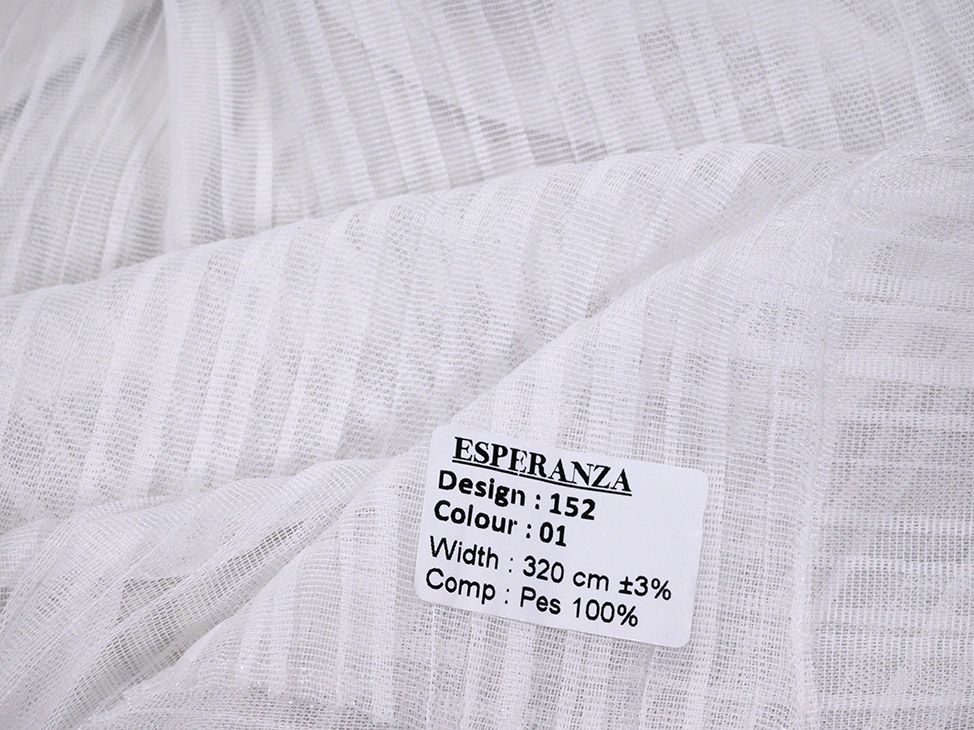 ESPERANZA
Design : 152
Colour : 01
Width : 320 cm ±3%
Comp : Pes 100%